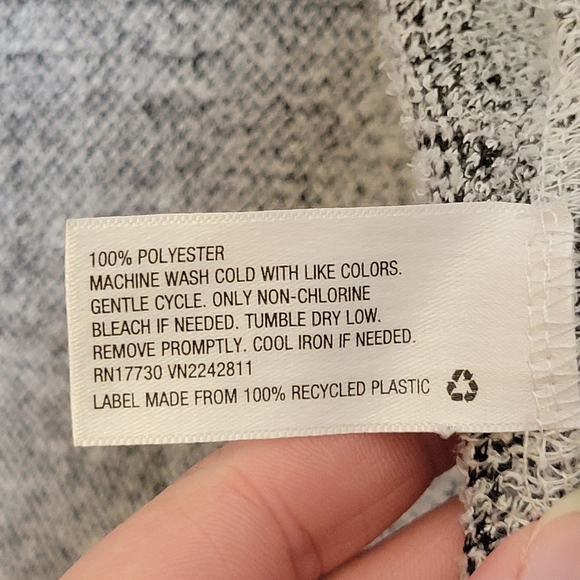 100% POLYESTER
MACHINE WASH COLD WITH LIKE COLORS.
GENTLE CYCLE. ONLY NON-CHLORINE
BLEACH IF NEEDED. TUMBLE DRY LOW.
REMOVE PROMPTLY. COOL IRON IF NEEDED.
RN17730 VN2242811
LABEL MADE FROM 100% RECYCLED PLASTIC